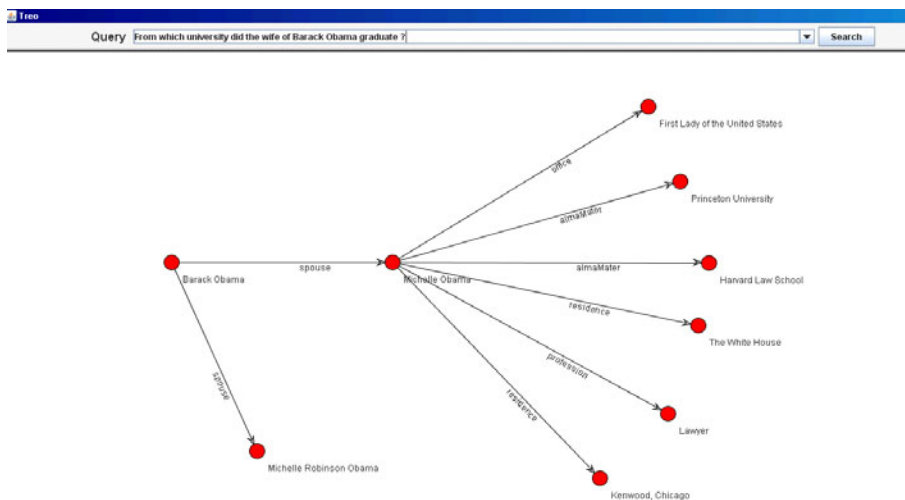 Treo
Query From which university did the wife of Barack Obama graduate ? Search
First Lady of the United States
office
Princeton University
almaMater
spouse
almaMater
Barack Obama
Michelle Obama
Harvard Law School
residence
The White House
profession
spouse
residence
Lawyer
Michelle Robinson Obama
Kenwood, Chicago